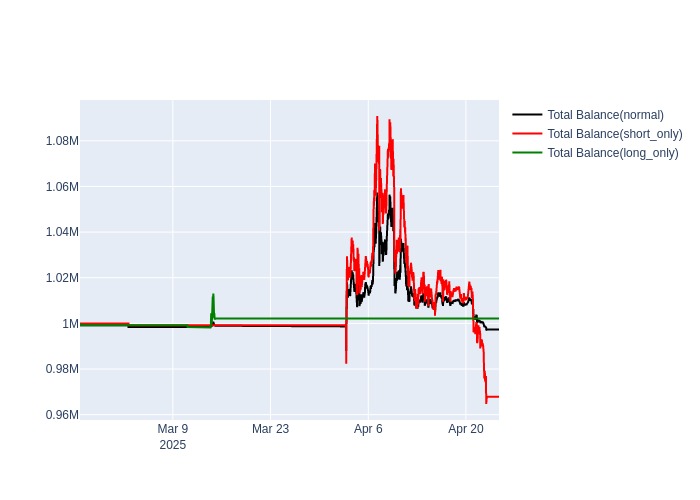 Total Balance(normal)
Total Balance(short_only)
Total Balance(long_only)
1.08M
1.06M
1.04M
1.02M
1M
0.98M
0.96M
Mar 9
2025
Mar 23
Apr 6
Apr 20